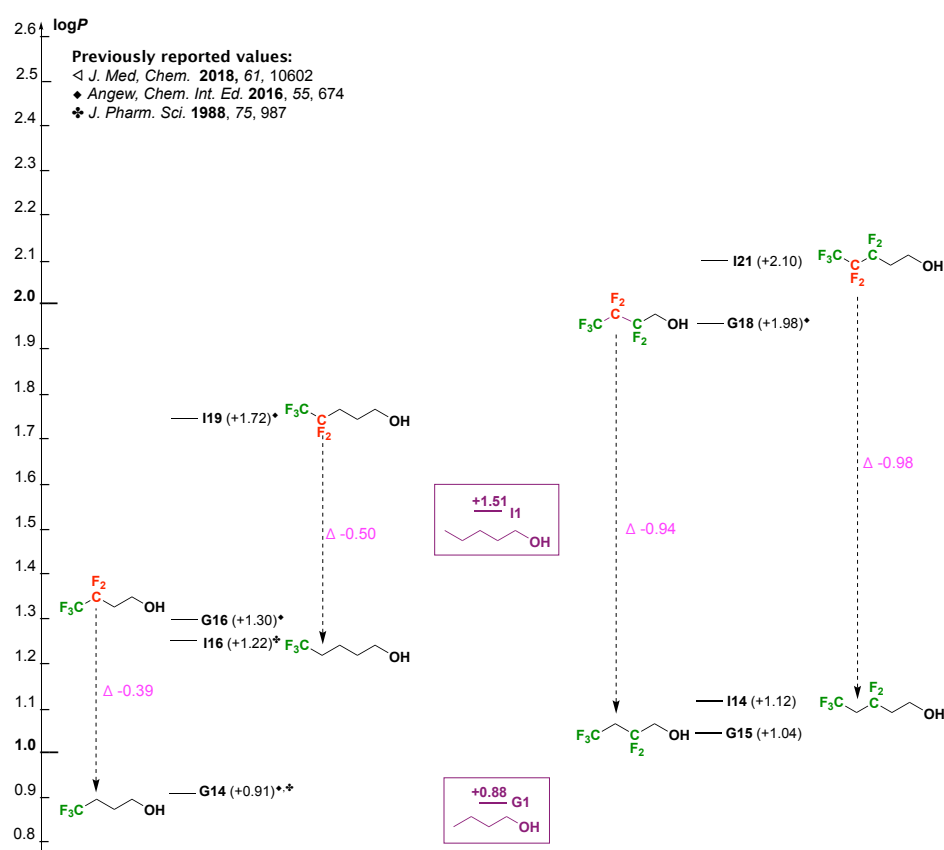 2.6
logP
Previously reported values:
◁ J. Med, Chem. 2018, 61, 10602
◆ Angew, Chem. Int. Ed. 2016, 55, 674
✤ J. Pharm. Sci. 1988, 75, 987
2.5
2.4
2.3
2.2
2.1
2.0
1.9
1.8
1.7
1.6
1.5
1.4
1.3
1.2
1.1
1.0
0.9
0.8
I21 (+2.10)
F3C C F2 C F2 OH
F3C C F2 C F2 OH
G18 (+1.98)◆
I19 (+1.72)◆
F3C C F2 OH
Δ -0.98
+1.51
I1
OH
Δ -0.50
Δ -0.94
F3C C F2 OH
G16 (+1.30)◆
I16 (+1.22)✤
F3C OH
Δ -0.39
I14 (+1.12)
F3C C F2 OH
G15 (+1.04)
F3C C F2 OH
G14 (+0.91)◆,✤
F3C OH
+0.88
G1
OH